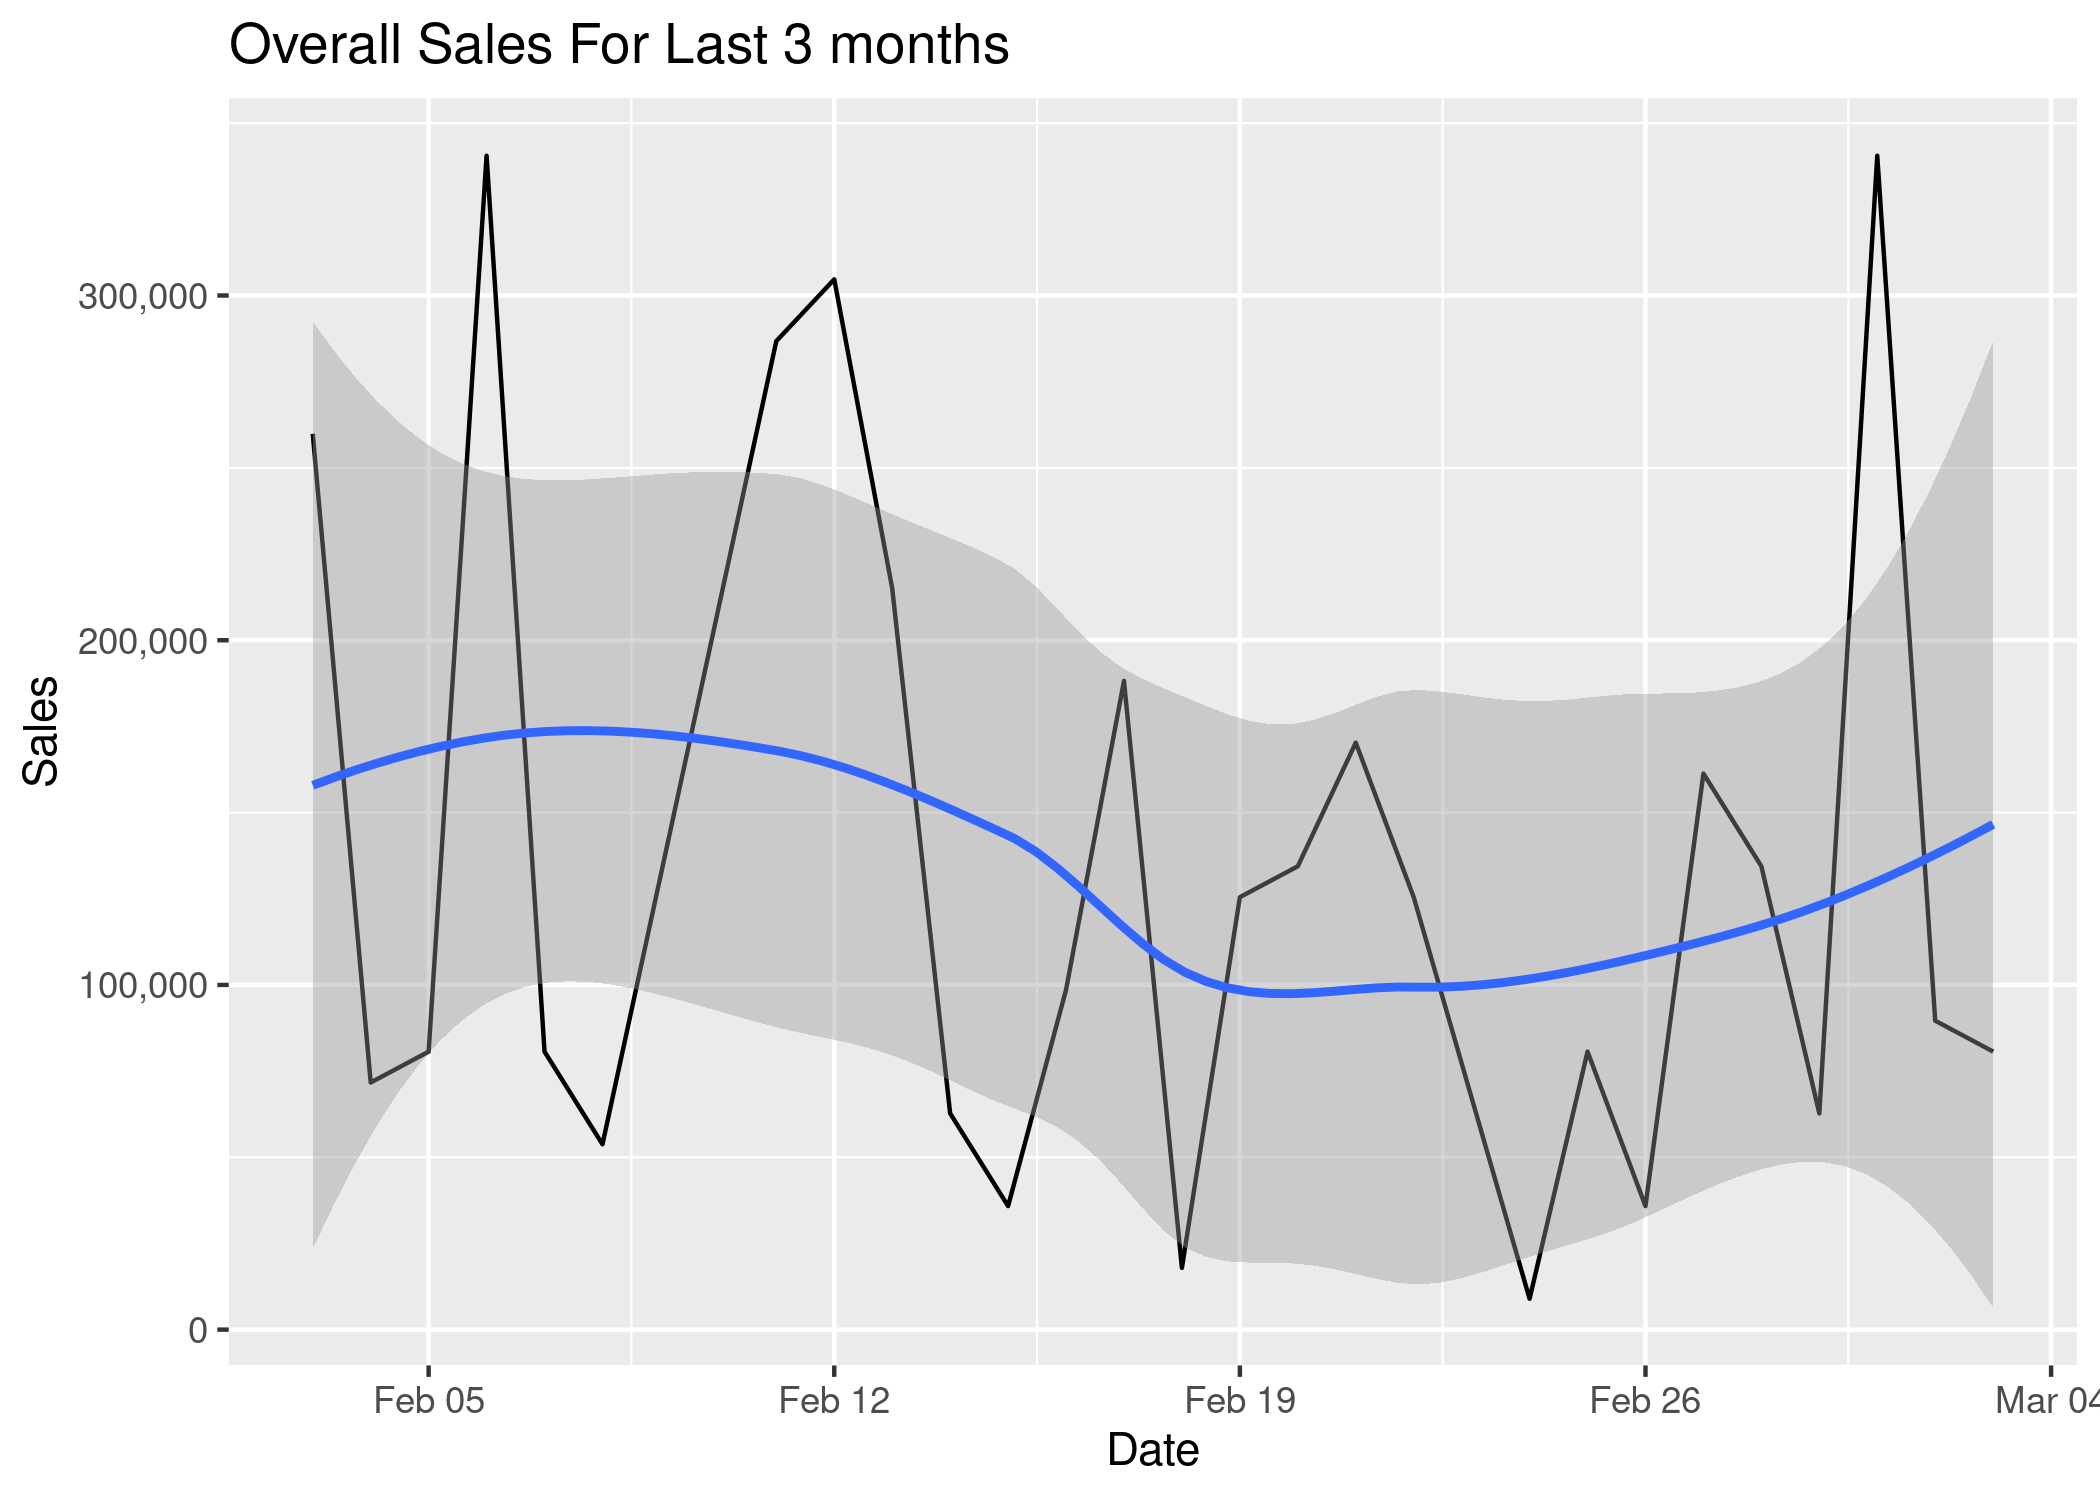 Overall Sales For Last 3 months
Sales
300,000
200,000
100,000
0
Feb 05 Feb 12 Feb 19 Feb 26 Mar 04
Date